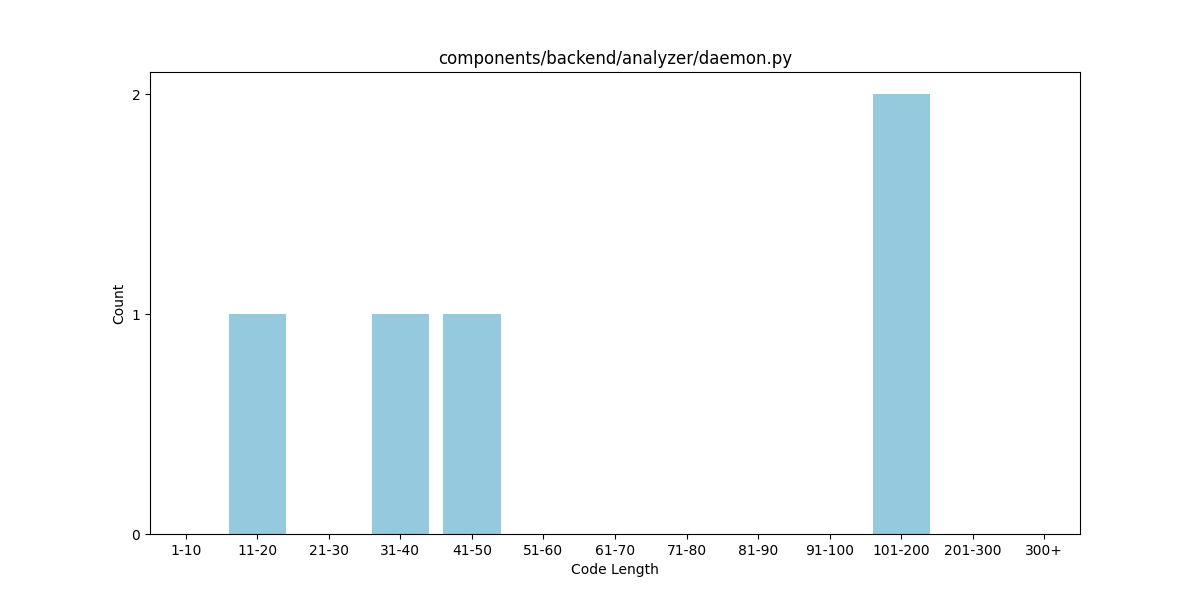 components/backend/analyzer/daemon.py
2
1
0
Count
1-10 11-20 21-30 31-40 41-50 51-60 61-70 71-80 81-90 91-100 101-200 201-300 300+
Code Length